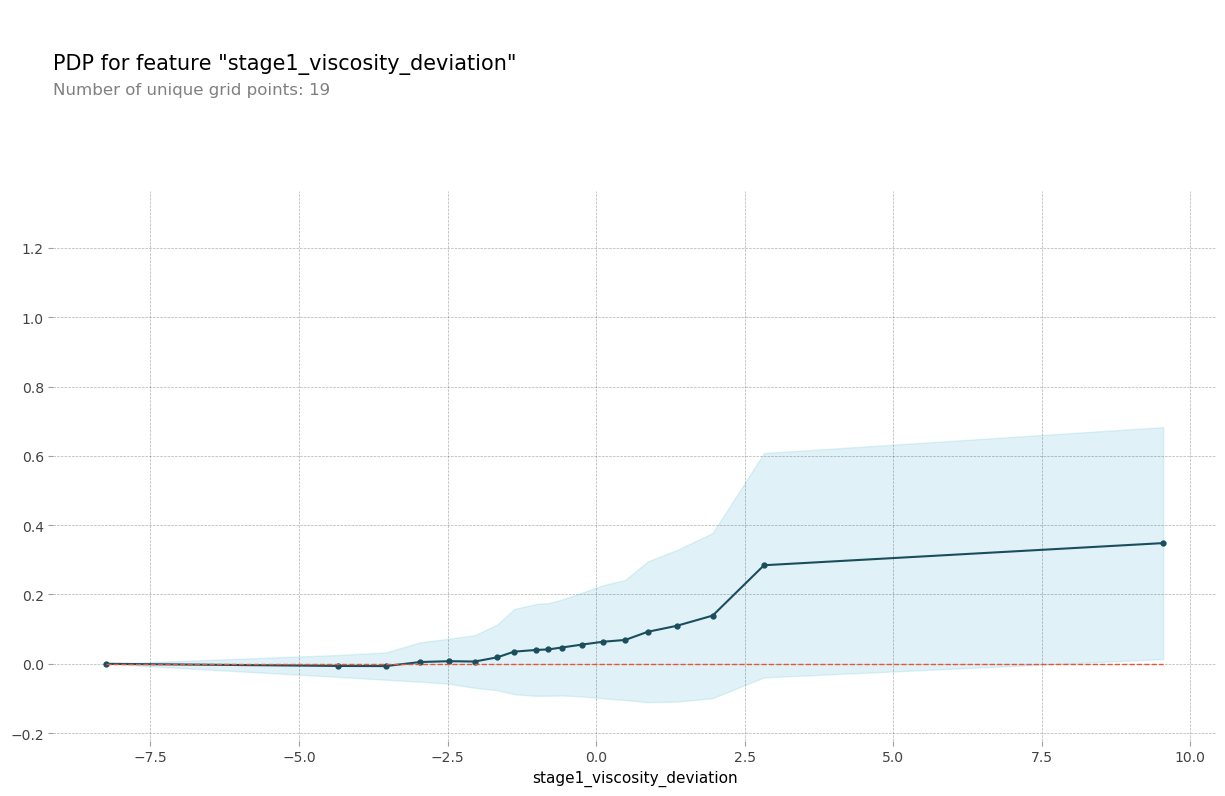 PDP for feature "stage1_viscosity_deviation"
Number of unique grid points: 19
1.2
1.0
0.8
0.6
0.4
0.2
0.0
−0.2
−7.5 −5.0 −2.5 0.0 2.5 5.0 7.5 10.0
stage1_viscosity_deviation